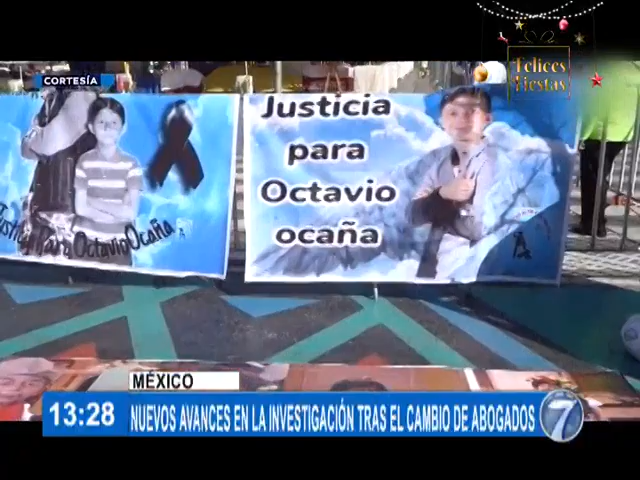 CORTESÍA
Felices
Fiestas
Justicia
para
Octavio
ocaña
Justicia Para Octavio Ocaña
MÉXICO
13:28
NUEVOS AVANCES EN LA INVESTIGACIÓN TRAS EL CAMBIO DE ABOGADOS
7